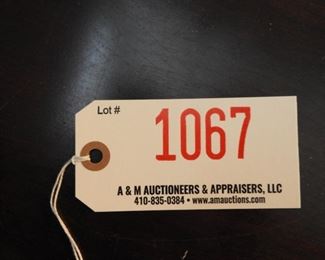 Lot #
1067
A & M AUCTIONEERS & APPRAISERS, LLC
410-835-0384 • www.amauctions.com